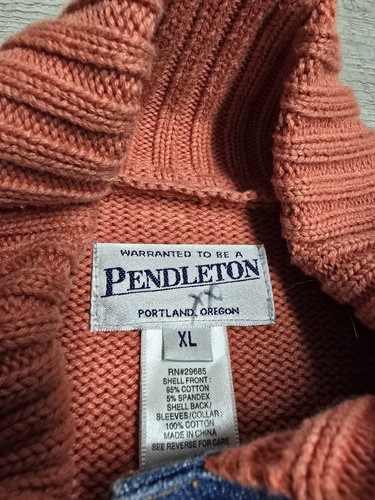 WARRANTED TO BE A
PENDLETON
PORTLAND, OREGON
XL
RN#29685
SHELL FRONT:
95% COTTON
5% SPANDEX
SHELL BACK/
SLEEVES/COLLAR:
100% COTTON
MADE IN CHINA
SEE REVERSE FOR CARE